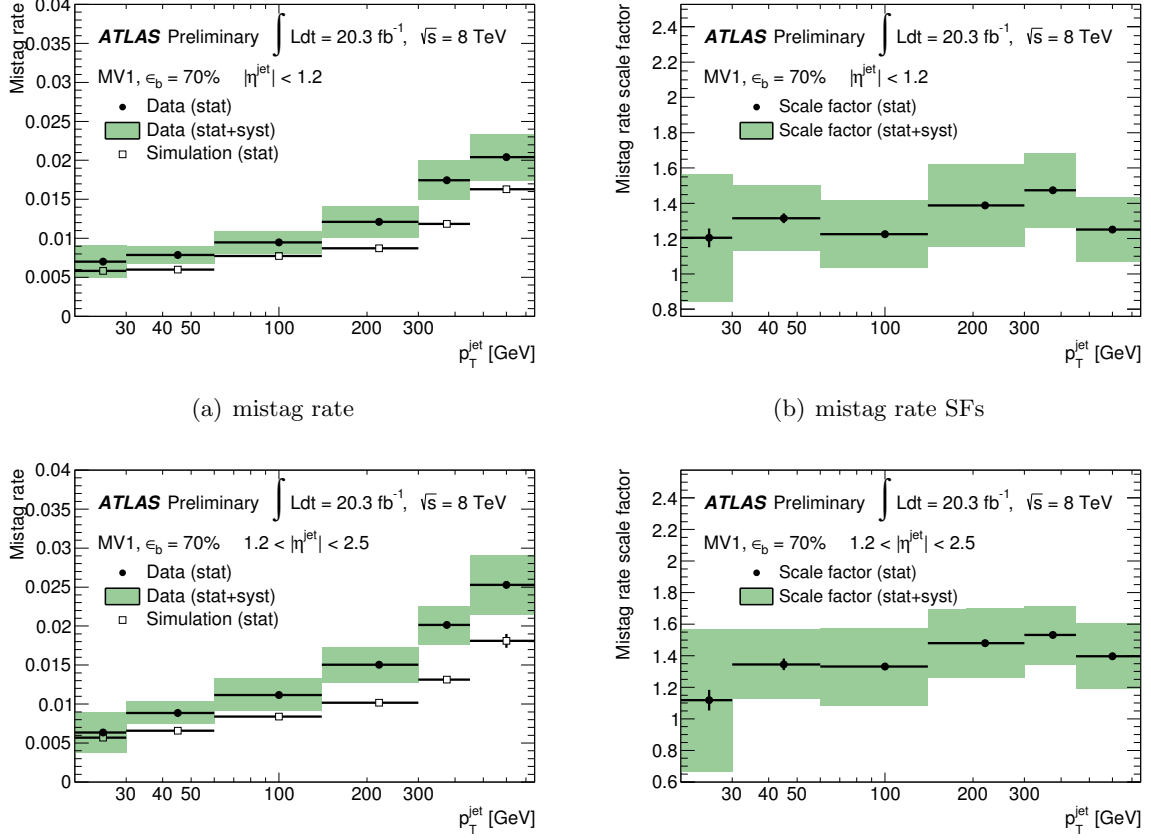 Mistag rate
0.04
0.035
0.03
0.025
0.02
0.015
0.01
0.005
0
ATLAS Preliminary ∫ Ldt = 20.3 fb⁻¹, √s = 8 TeV
MV1, ϵ_b = 70% |η^jet| < 1.2
Data (stat)
Data (stat+syst)
Simulation (stat)
30 40 50 100 200 300
p_T^jet [GeV]
(a) mistag rate
Mistag rate scale factor
2.4
2.2
2
1.8
1.6
1.4
1.2
1
0.8
ATLAS Preliminary ∫ Ldt = 20.3 fb⁻¹, √s = 8 TeV
MV1, ϵ_b = 70% |η^jet| < 1.2
Scale factor (stat)
Scale factor (stat+syst)
30 40 50 100 200 300
p_T^jet [GeV]
(b) mistag rate SFs
Mistag rate
0.04
0.035
0.03
0.025
0.02
0.015
0.01
0.005
0
ATLAS Preliminary ∫ Ldt = 20.3 fb⁻¹, √s = 8 TeV
MV1, ϵ_b = 70% 1.2 < |η^jet| < 2.5
Data (stat)
Data (stat+syst)
Simulation (stat)
30 40 50 100 200 300
p_T^jet [GeV]
Mistag rate scale factor
2.4
2.2
2
1.8
1.6
1.4
1.2
1
0.8
0.6
ATLAS Preliminary ∫ Ldt = 20.3 fb⁻¹, √s = 8 TeV
MV1, ϵ_b = 70% 1.2 < |η^jet| < 2.5
Scale factor (stat)
Scale factor (stat+syst)
30 40 50 100 200 300
p_T^jet [GeV]